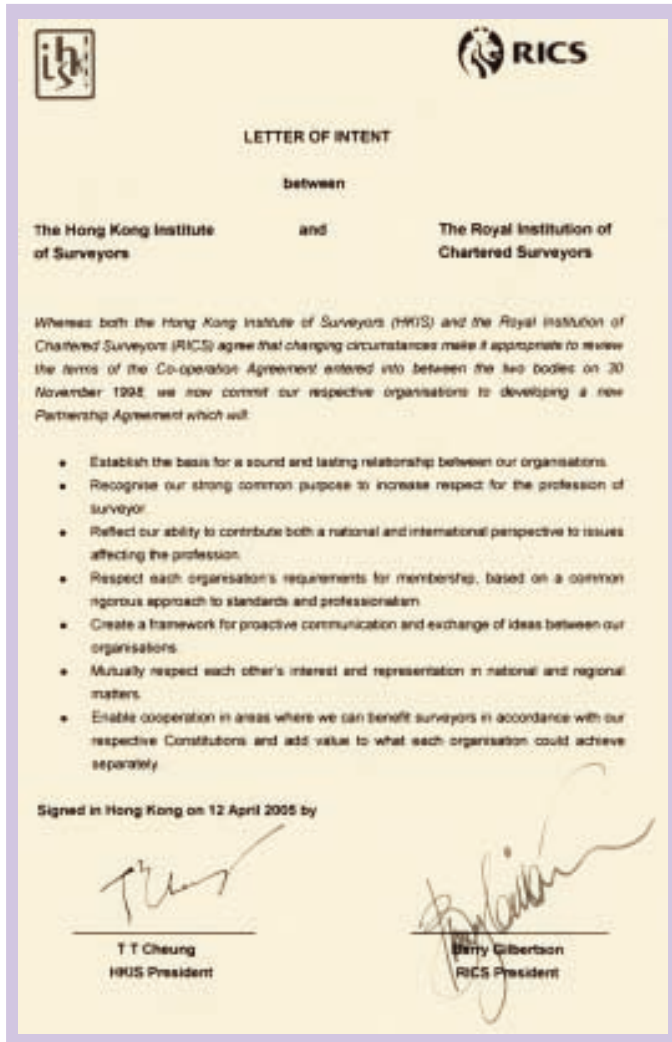 RICS
LETTER OF INTENT
between
The Hong Kong Institute and The Royal Institution of
of Surveyors Chartered Surveyors
Whereas both the Hong Kong Institute of Surveyors (HKIS) and the Royal Institution of
Chartered Surveyors (RICS) agree that changing circumstances make it appropriate to review
the terms of the Co-operation Agreement entered into between the two bodies on 30
November 1998, we now commit our respective organisations to developing a new
Partnership Agreement which will:
• Establish the basis for a sound and lasting relationship between our organisations.
• Recognise our strong common purpose to increase respect for the profession of
surveyor.
• Reflect our ability to contribute both a national and international perspective to issues
affecting the profession.
• Respect each organisation's requirements for membership, based on a common
rigorous approach to standards and professionalism.
• Create a framework for proactive communication and exchange of ideas between our
organisations.
• Mutually respect each other's interest and representation in national and regional
matters.
• Enable cooperation in areas where we can benefit surveyors in accordance with our
respective Constitutions and add value to what each organisation could achieve
separately.
Signed in Hong Kong on 12 April 2005 by
T T Cheung Barry Gilbertson
HKIS President RICS President